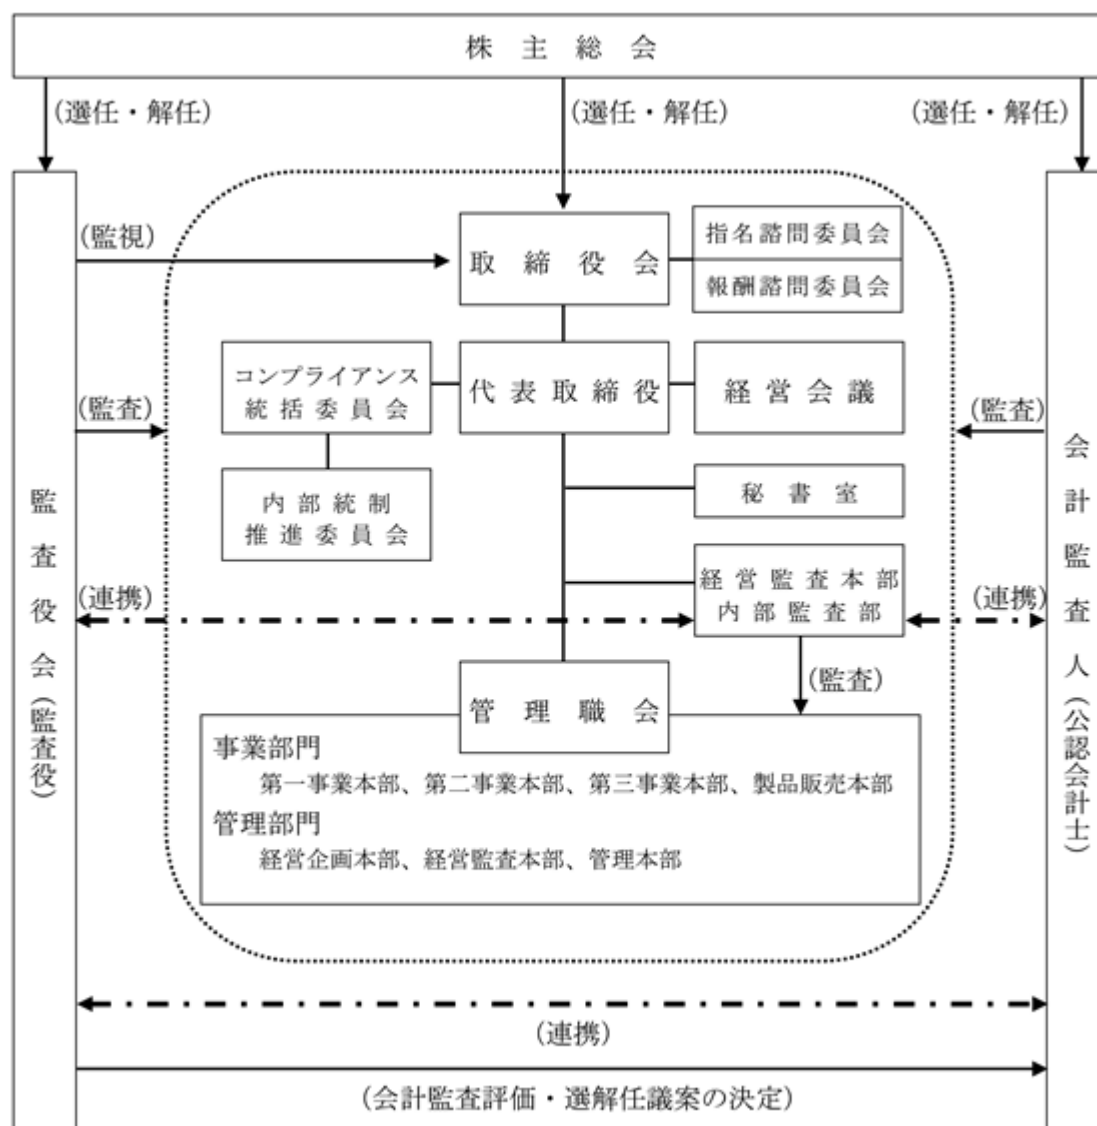 株主総会
(選任・解任)
(選任・解任)
(選任・解任)
(監視)
取締役会
指名諮問委員会
報酬諮問委員会
コンプライアンス
統括委員会
代表取締役
経営会議
(監査)
(監査)
内部統制
推進委員会
秘書室
経営監査本部
内部監査部
(連携)
(連携)
(監査)
管理職会
事業部門
第一事業本部、第二事業本部、第三事業本部、製品販売本部
管理部門
経営企画本部、経営監査本部、管理本部
監査役会(監査役)
会計監査人(公認会計士)
(連携)
(会計監査評価・選解任議案の決定)